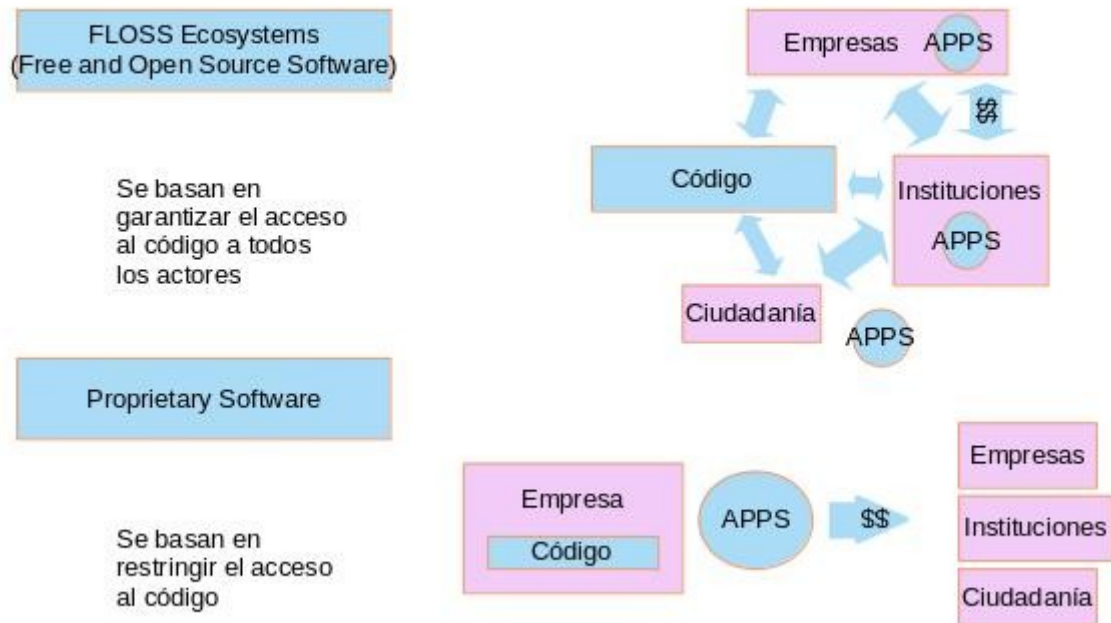 FLOSS Ecosystems
(Free and Open Source Software)
Empresas APPS
$$
Código
Instituciones
APPS
Se basan en
garantizar el acceso
al código a todos
los actores
Ciudadanía
APPS
Proprietary Software
Empresa
Código
APPS
$$
Empresas
Instituciones
Ciudadanía
Se basan en
restringir el acceso
al código